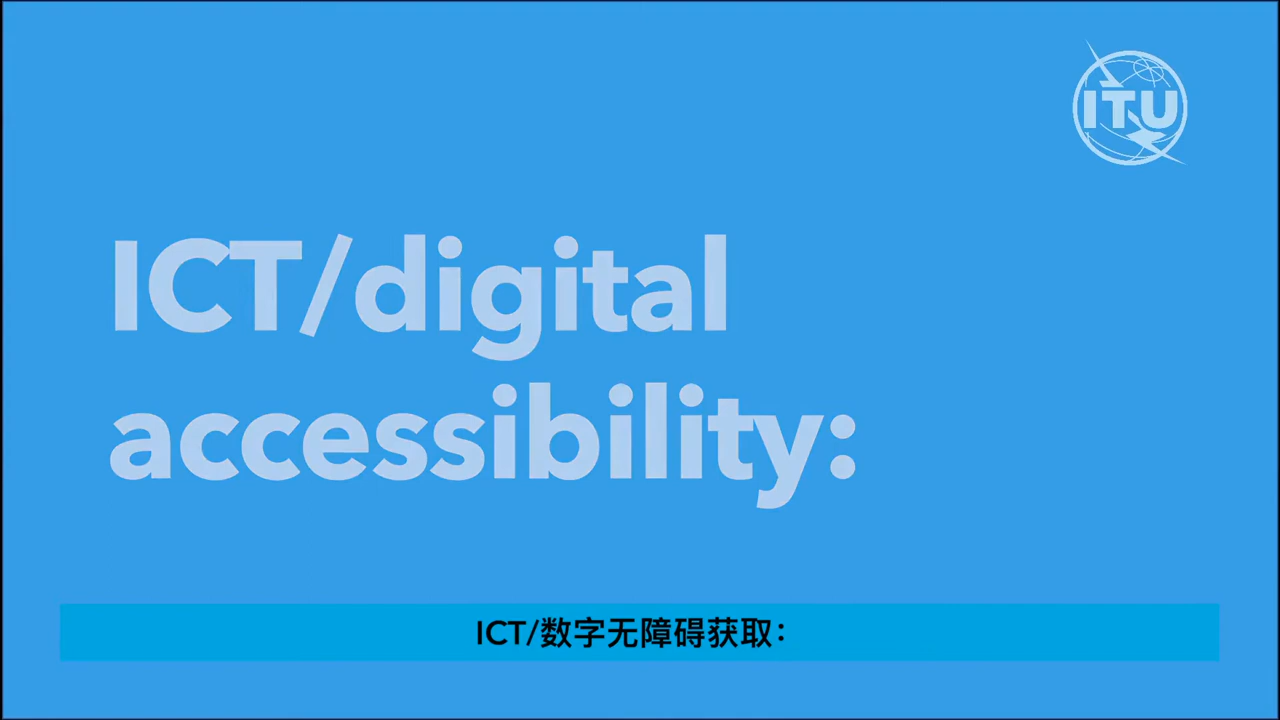 ITU
ICT/digital
accessibility:
ICT/数字无障碍获取：